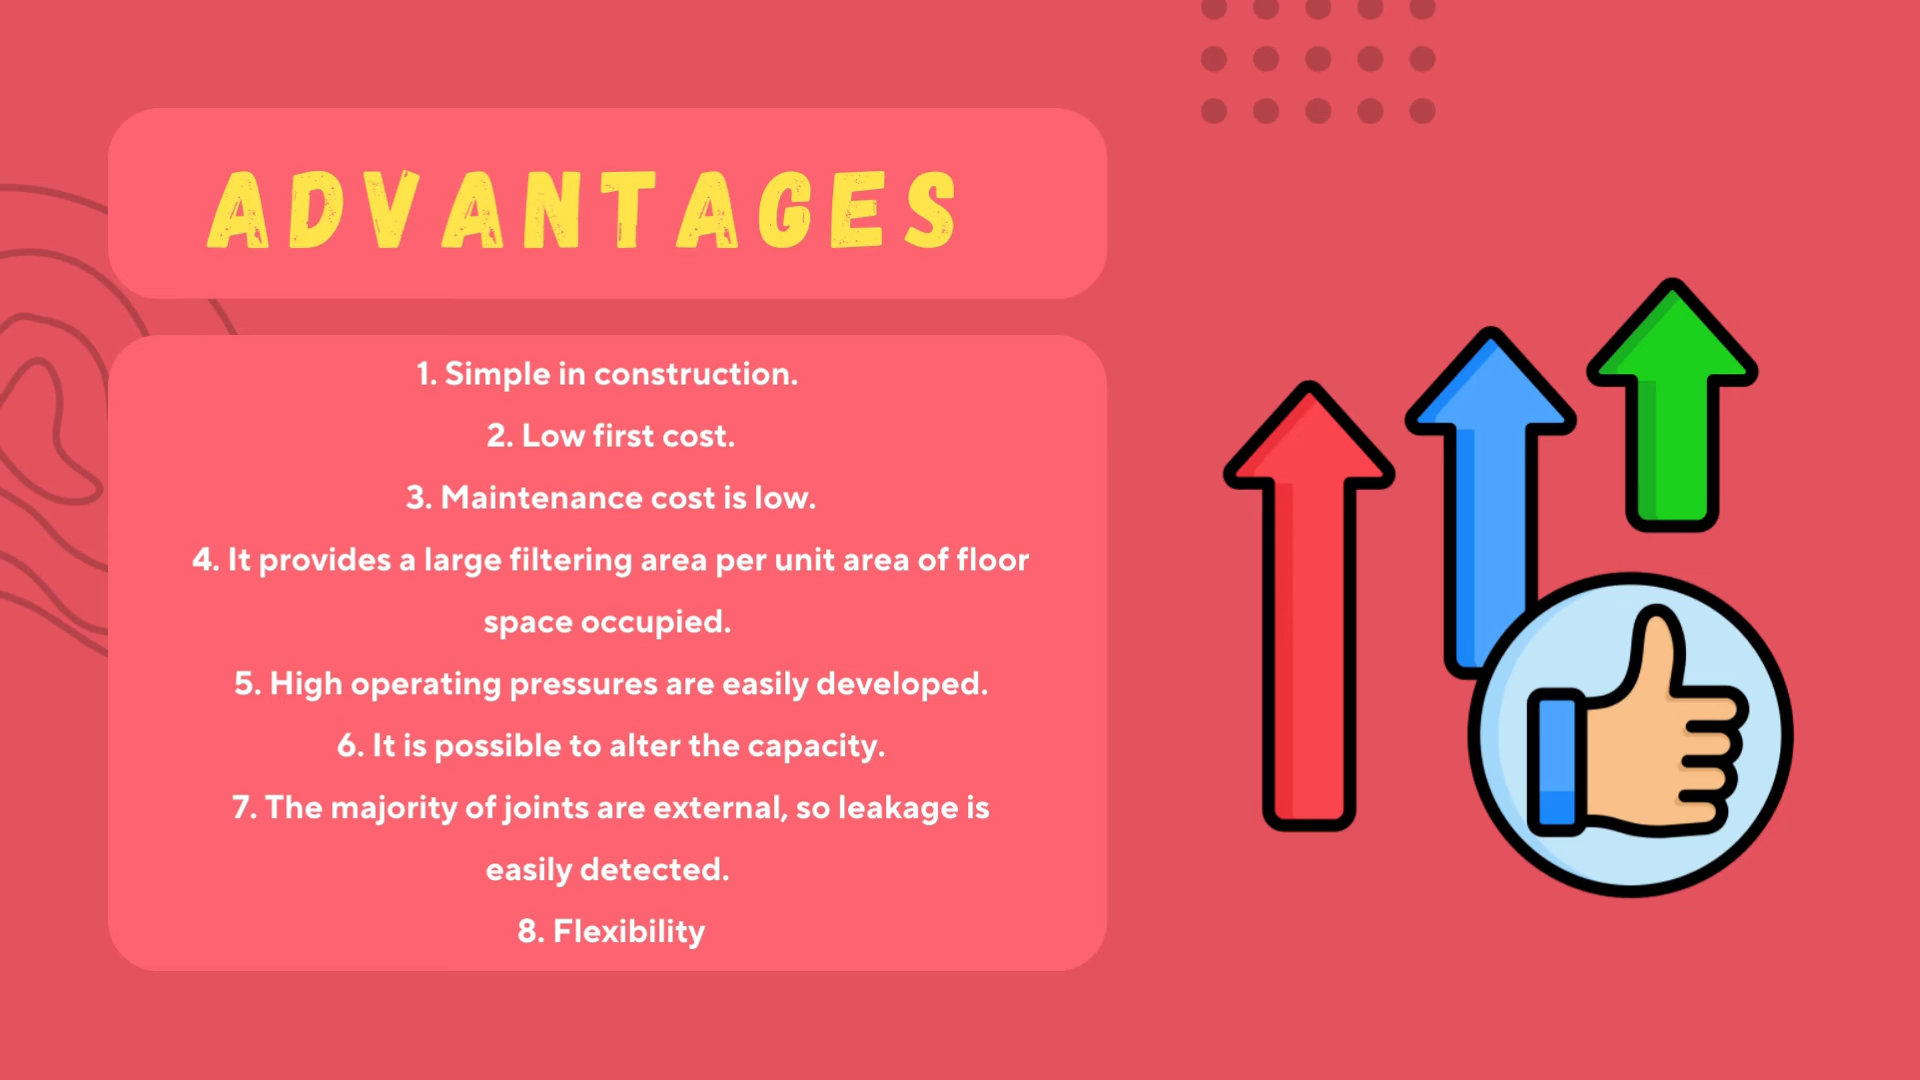 ADVANTAGES
1. Simple in construction.
2. Low first cost.
3. Maintenance cost is low.
4. It provides a large filtering area per unit area of floor
space occupied.
5. High operating pressures are easily developed.
6. It is possible to alter the capacity.
7. The majority of joints are external, so leakage is
easily detected.
8. Flexibility